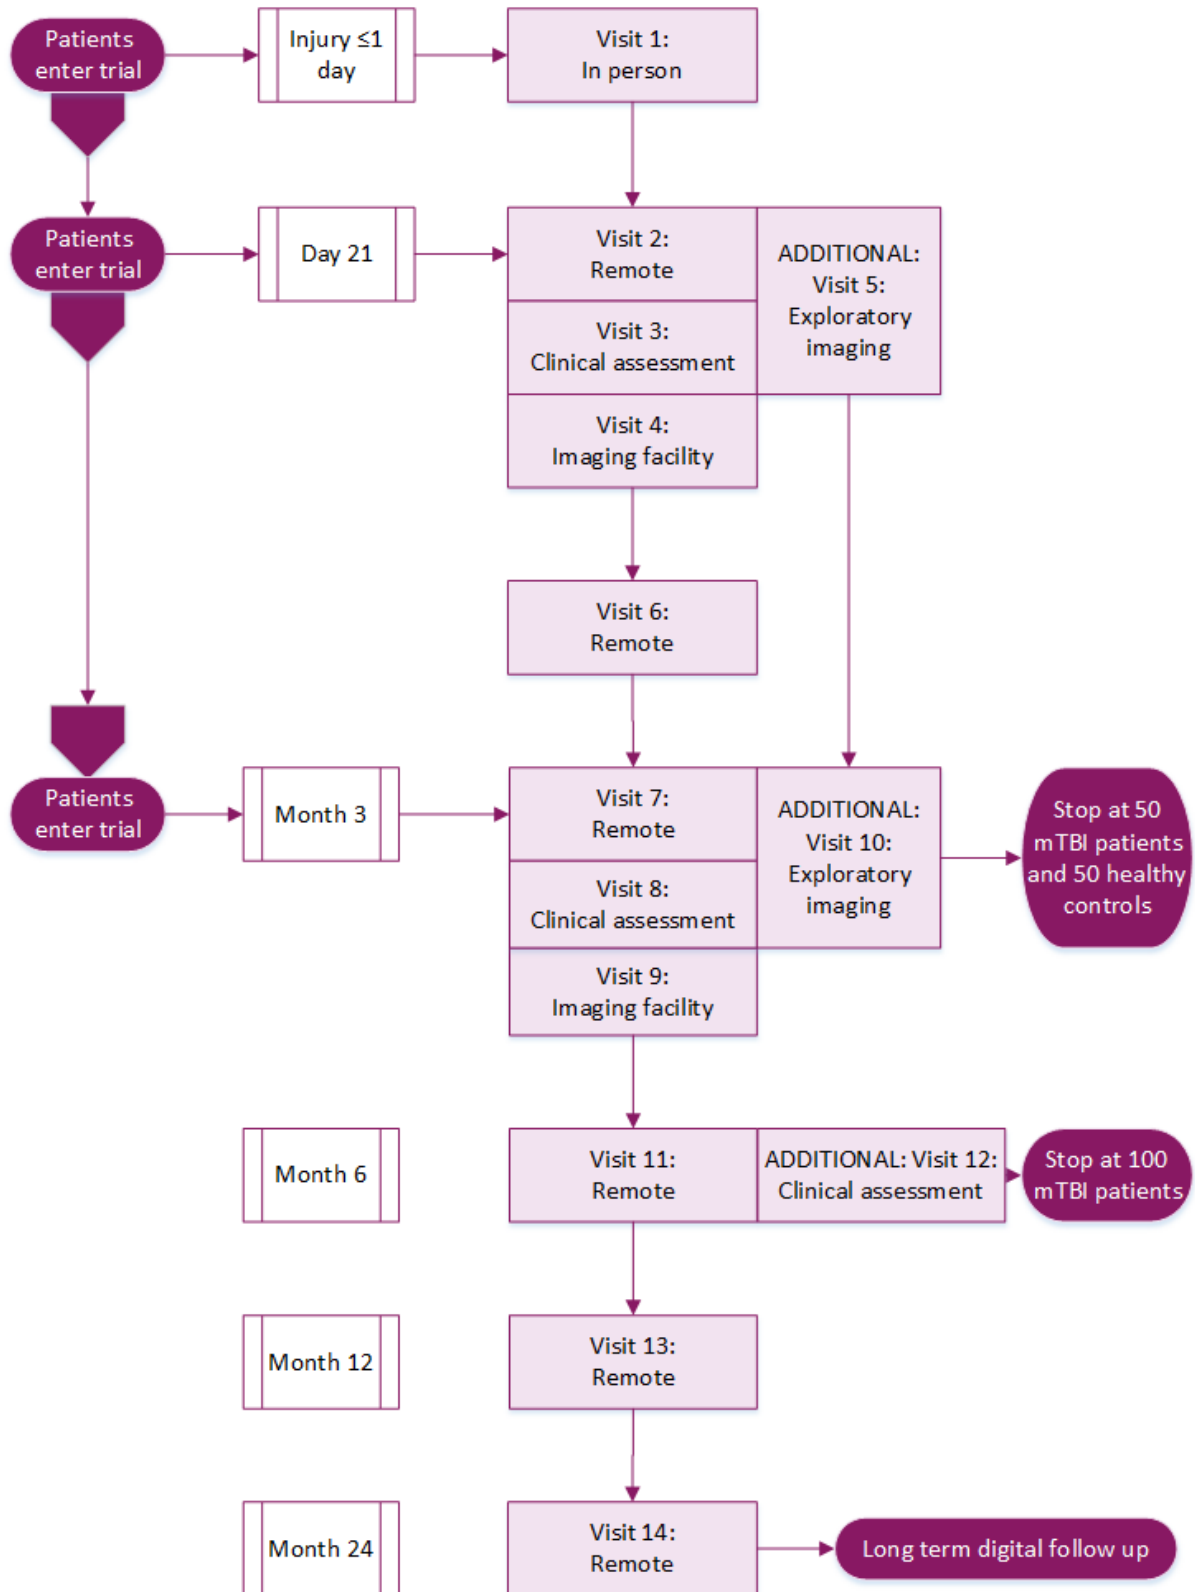 Patients
enter trial
Injury ≤1
day
Visit 1:
In person
Patients
enter trial
Day 21
Visit 2:
Remote
ADDITIONAL:
Visit 5:
Exploratory
imaging
Visit 3:
Clinical assessment
Visit 4:
Imaging facility
Visit 6:
Remote
Patients
enter trial
Month 3
Visit 7:
Remote
ADDITIONAL:
Visit 10:
Exploratory
imaging
Stop at 50
mTBI patients
and 50 healthy
controls
Visit 8:
Clinical assessment
Visit 9:
Imaging facility
Month 6
Visit 11:
Remote
ADDITIONAL: Visit 12:
Clinical assessment
Stop at 100
mTBI patients
Month 12
Visit 13:
Remote
Month 24
Visit 14:
Remote
Long term digital follow up